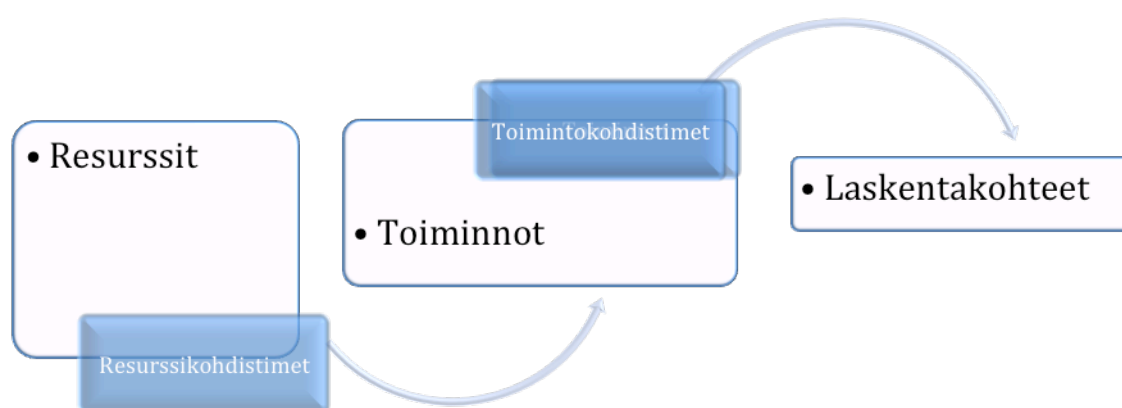 • Resurssit
Resurssikohdistimet
Toimintokohdistimet
• Toiminnot
• Laskentakohteet